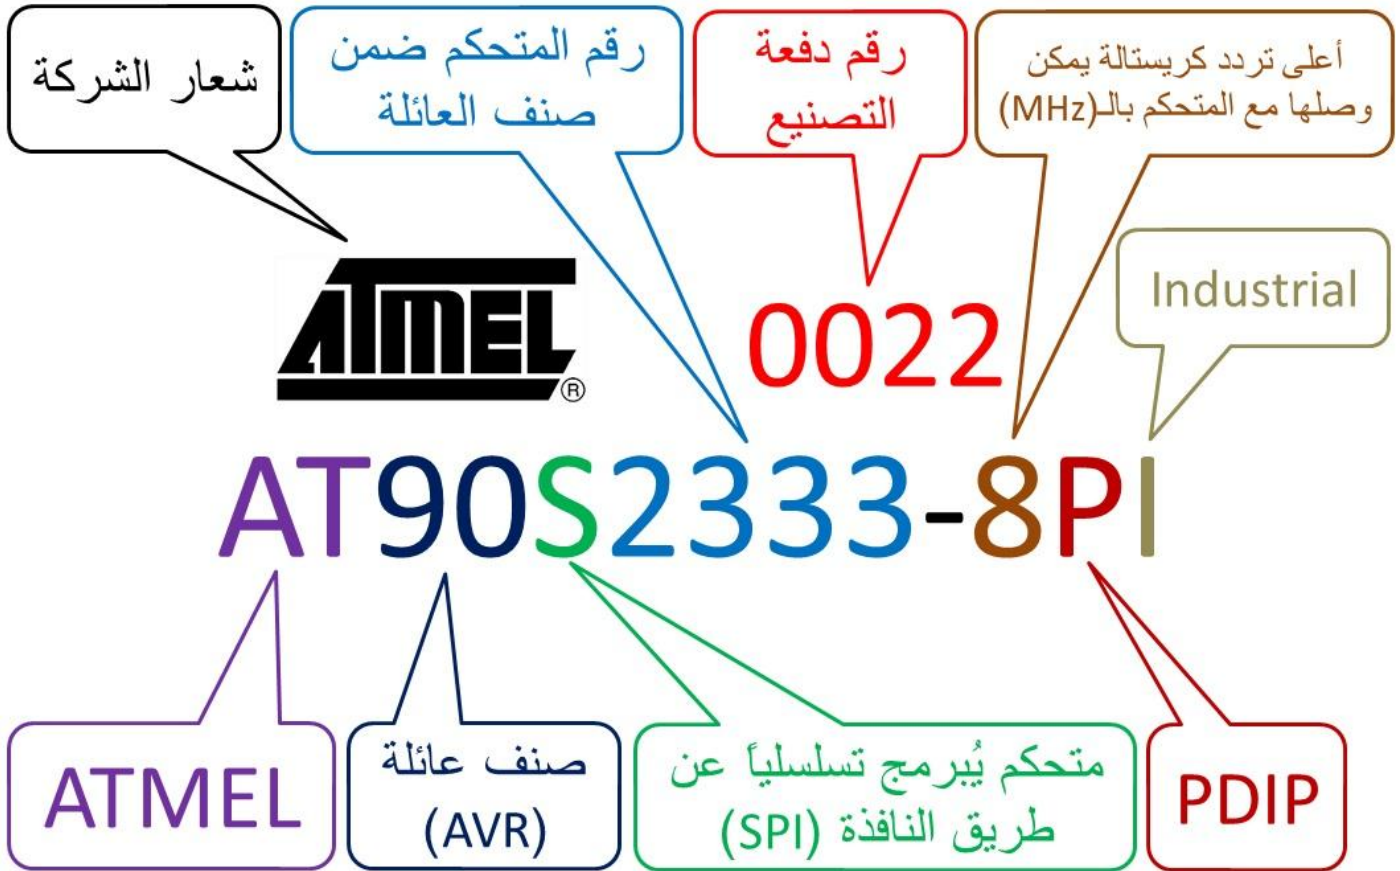 شعار الشركة
رقم المتحكم ضمن
صنف العائلة
رقم دفعة
التصنيع
أعلى تردد كريستالة يمكن
وصلها مع المتحكم بالـ(MHz)
Industrial
ATMEL
®
0022
AT90S2333-8PI
ATMEL
صنف عائلة
(AVR)
متحكم يُبرمج تسلسلياً عن
طريق النافذة (SPI)
PDIP